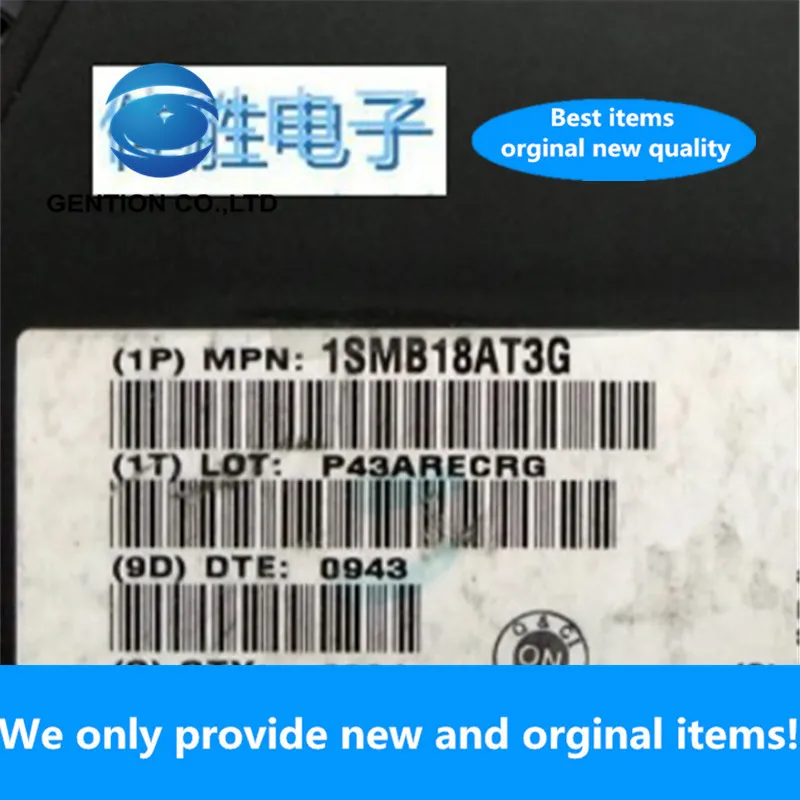 胜电子
GENTION CO.,LTD
Best items
orginal new quality
(1P) MPN: 1SMB18AT3G
(1T) LOT: P43ARECRG
(9D) DTE: 0943
ON
We only provide new and orginal items!